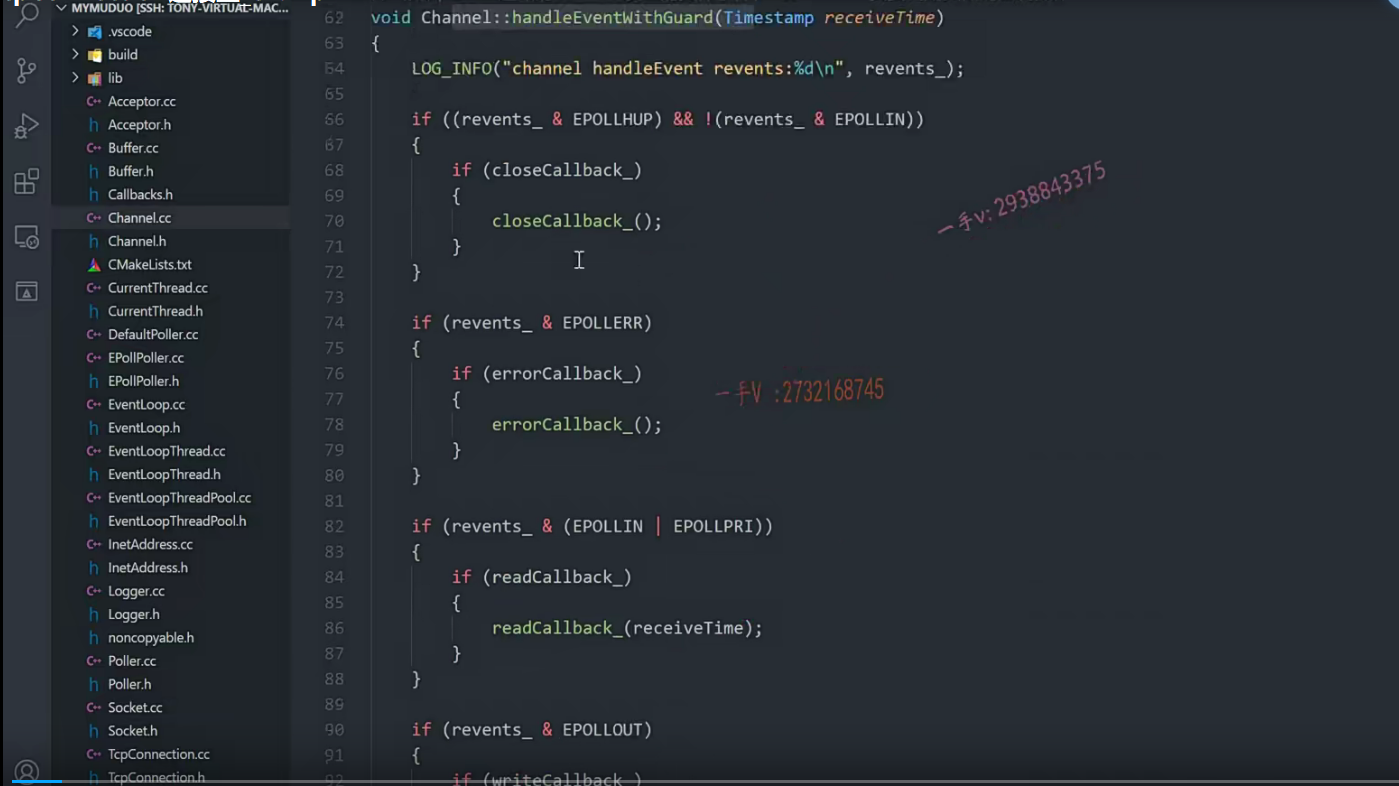 MYMUDUO [SSH: TONY-VIRTUAL-MAC...
.vscode
build
lib
Acceptor.cc
Acceptor.h
Buffer.cc
Buffer.h
Callbacks.h
Channel.cc
Channel.h
CMakeLists.txt
CurrentThread.cc
CurrentThread.h
DefaultPoller.cc
EPollPoller.cc
EPollPoller.h
EventLoop.cc
EventLoop.h
EventLoopThread.cc
EventLoopThread.h
EventLoopThreadPool.cc
EventLoopThreadPool.h
InetAddress.cc
InetAddress.h
Logger.cc
Logger.h
noncopyable.h
Poller.cc
Poller.h
Socket.cc
Socket.h
TcpConnection.cc
TcpConnection.h
62 void Channel::handleEventWithGuard(Timestamp receiveTime)
63 {
64 LOG_INFO("channel handleEvent revents:%d\n", revents_);
65
66 if ((revents_ & EPOLLHUP) && !(revents_ & EPOLLIN))
67 {
68 if (closeCallback_)
69 {
70 closeCallback_();
71 }
72 }
73
74 if (revents_ & EPOLLERR)
75 {
76 if (errorCallback_)
77 {
78 errorCallback_();
79 }
80 }
81
82 if (revents_ & (EPOLLIN | EPOLLPRI))
83 {
84 if (readCallback_)
85 {
86 readCallback_(receiveTime);
87 }
88 }
89
90 if (revents_ & EPOLLOUT)
91 {
92 if (writeCallback_)
一手v: 2938843375
一手V :2732168745